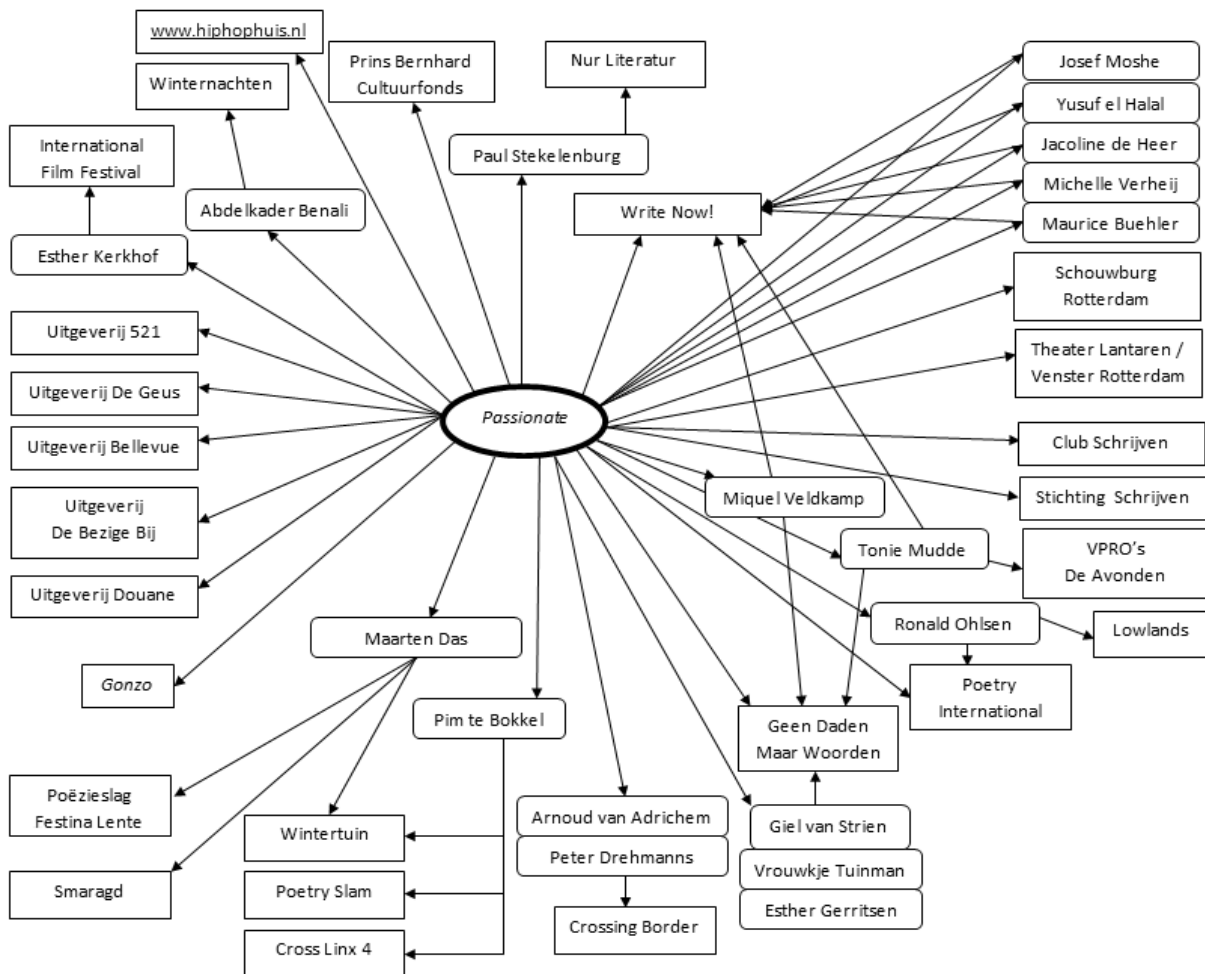 www.hiphophuis.nl
Prins Bernhard
Cultuurfonds
Nur Literatur
Josef Moshe
Winternachten
Yusuf el Halal
International
Film Festival
Paul Stekelenburg
Jacoline de Heer
Michelle Verheij
Abdelkader Benali
Write Now!
Maurice Buehler
Esther Kerkhof
Schouwburg
Rotterdam
Uitgeverij 521
Theater Lantaren /
Venster Rotterdam
Uitgeverij De Geus
Passionate
Uitgeverij Bellevue
Club Schrijven
Miquel Veldkamp
Stichting Schrijven
Uitgeverij
De Bezige Bij
Tonie Mudde
VPRO's
De Avonden
Uitgeverij Douane
Maarten Das
Ronald Ohlsen
Lowlands
Gonzo
Poetry
International
Pim te Bokkel
Geen Daden
Maar Woorden
Poëzieslag
Festina Lente
Wintertuin
Arnoud van Adrichem
Giel van Strien
Peter Drehmanns
Vrouwkje Tuinman
Smaragd
Poetry Slam
Esther Gerritsen
Crossing Border
Cross Linx 4